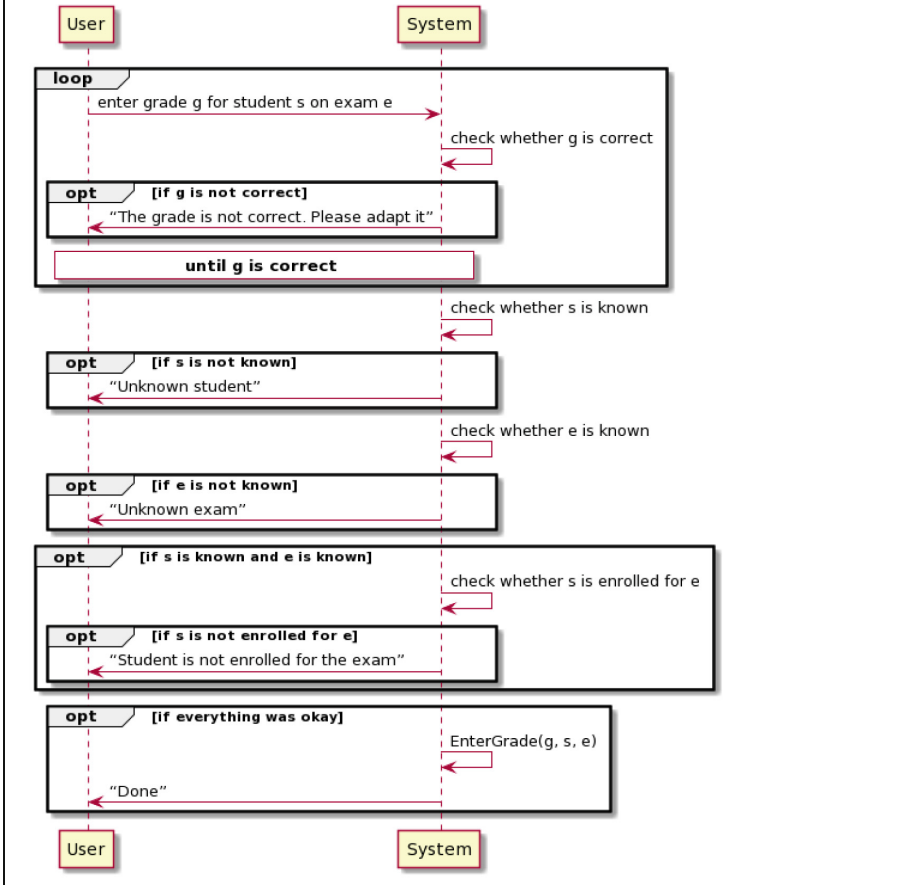 User
System
loop
enter grade g for student s on exam e
check whether g is correct
opt
[if g is not correct]
“The grade is not correct. Please adapt it”
until g is correct
check whether s is known
opt
[if s is not known]
“Unknown student”
check whether e is known
opt
[if e is not known]
“Unknown exam”
opt
[if s is known and e is known]
check whether s is enrolled for e
opt
[if s is not enrolled for e]
“Student is not enrolled for the exam”
opt
[if everything was okay]
EnterGrade(g, s, e)
“Done”
User
System